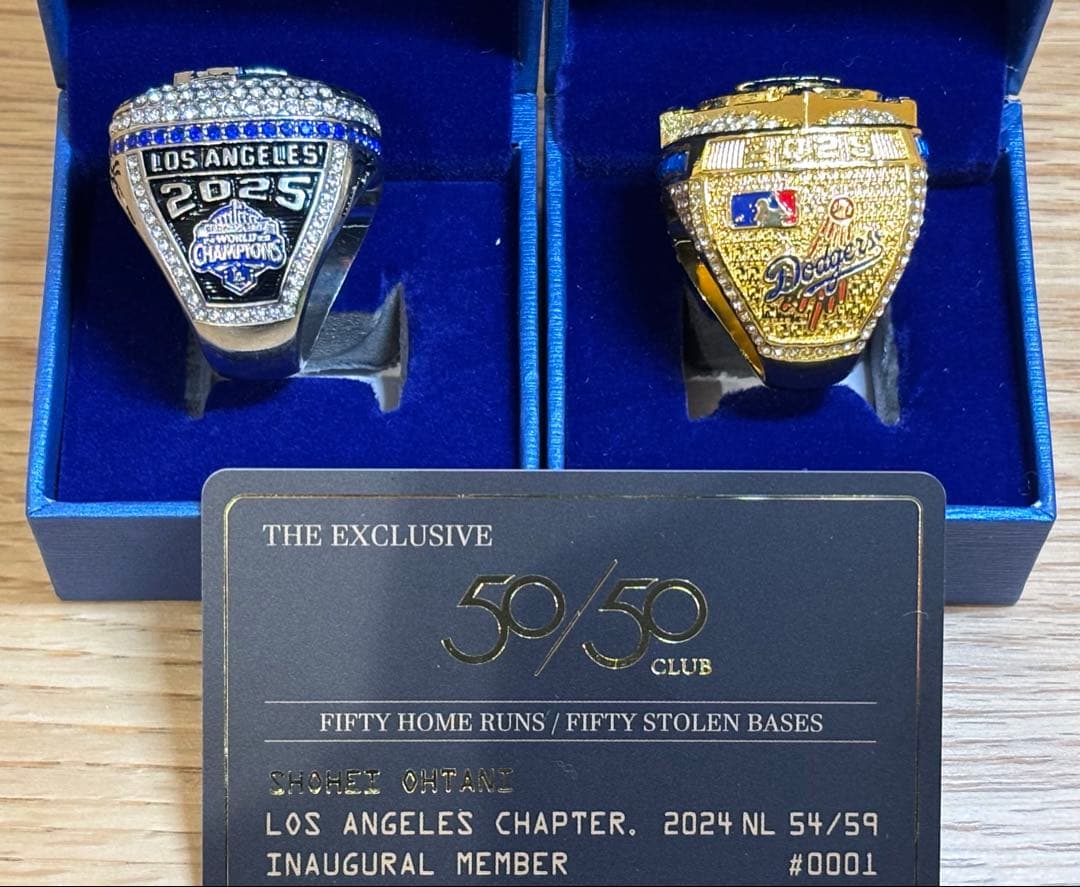 LOS ANGELES
2025
WORLD
CHAMPIONS
LA
2025
Dodgers
THE EXCLUSIVE
50/50
CLUB
FIFTY HOME RUNS / FIFTY STOLEN BASES
SHOHEI OHTANI
LOS ANGELES CHAPTER. 2024 NL 54/59
INAUGURAL MEMBER #0001